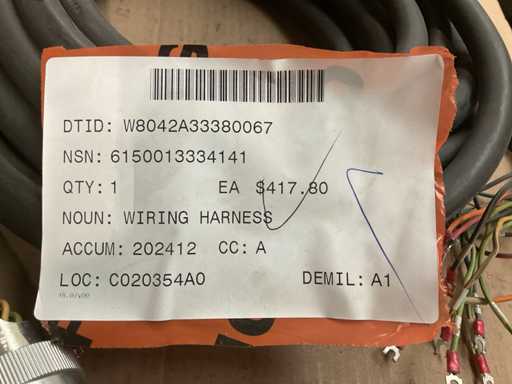 DTID: W8042A33380067
NSN: 6150013334141
QTY: 1 EA $417.80
NOUN: WIRING HARNESS
ACCUM: 202412 CC: A
LOC: C020354A0 DEMIL: A1